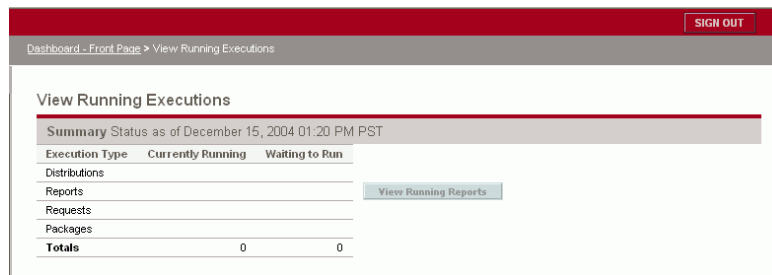 SIGN OUT
Dashboard - Front Page > View Running Executions
View Running Executions
Summary Status as of December 15, 2004 01:20 PM PST
Execution Type Currently Running Waiting to Run
Distributions
Reports View Running Reports
Requests
Packages
Totals 0 0